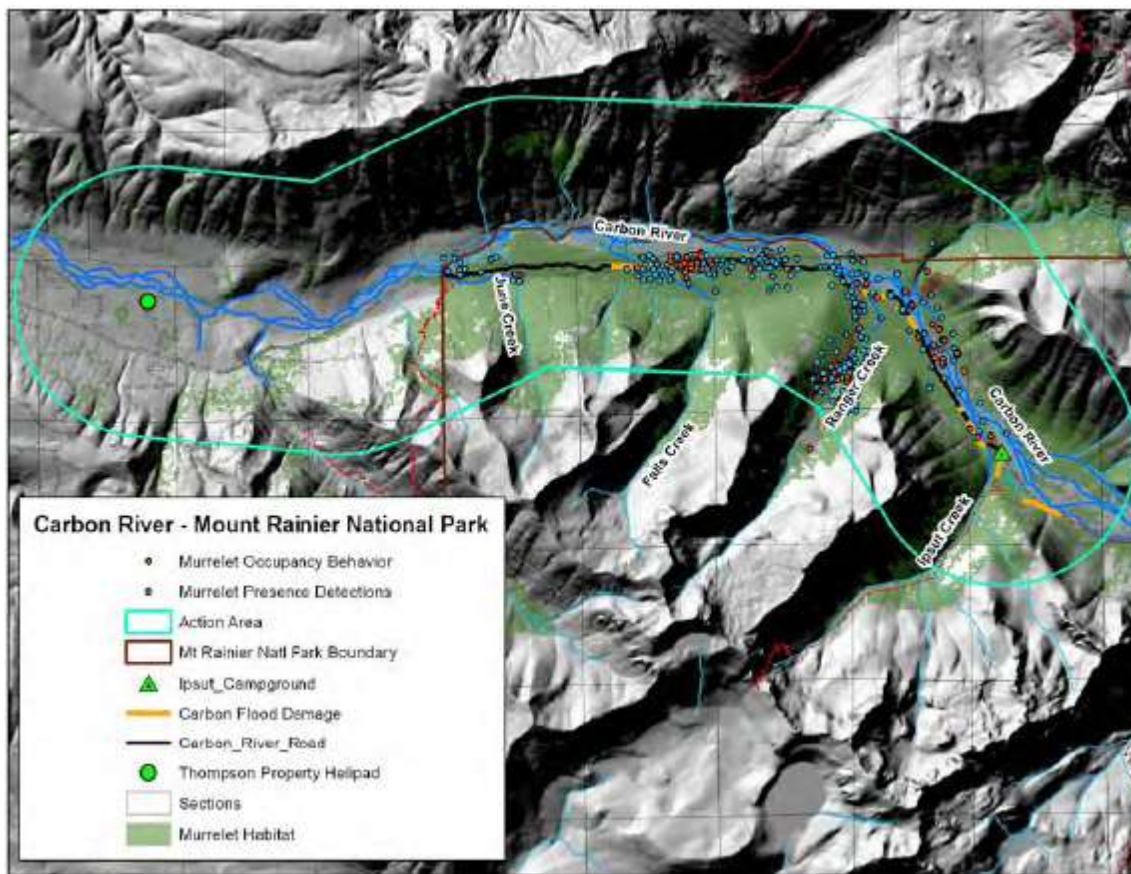 Carbon River
June Creek
Ranger Creek
Falls Creek
Carbon River
Ipsut Creek
Carbon River - Mount Rainier National Park
Murrelet Occupancy Behavior
Murrelet Presence Detections
Action Area
Mt Rainier Natl Park Boundary
Ipsut_Campground
Carbon Flood Damage
Carbon_River_Road
Thompson Property Helipad
Sections
Murrelet Habitat